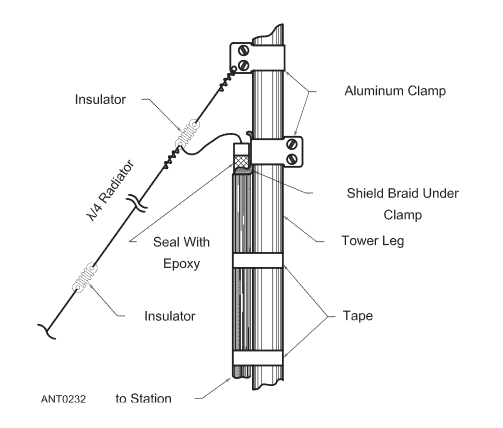 Insulator
Aluminum Clamp
λ/4 Radiator
Shield Braid Under
Clamp
Seal With
Epoxy
Tower Leg
Insulator
Tape
ANT0232
to Station